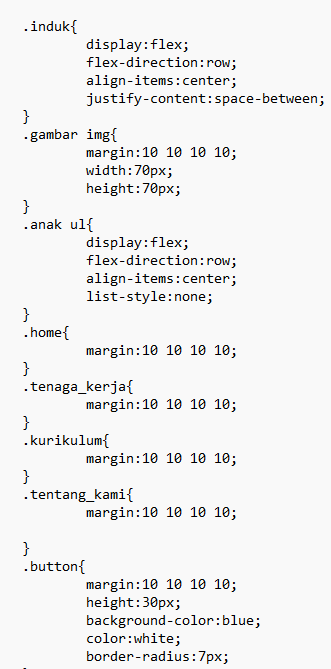 .induk{
        display:flex;
        flex-direction:row;
        align-items:center;
        justify-content:space-between;
}
.gambar img{
        margin:10 10 10 10;
        width:70px;
        height:70px;
}
.anak ul{
        display:flex;
        flex-direction:row;
        align-items:center;
        list-style:none;
}
.home{
        margin:10 10 10 10;
}
.tenaga_kerja{
        margin:10 10 10 10;
}
.kurikulum{
        margin:10 10 10 10;
}
.tentang_kami{
        margin:10 10 10 10;

}
.button{
        margin:10 10 10 10;
        height:30px;
        background-color:blue;
        color:white;
        border-radius:7px;